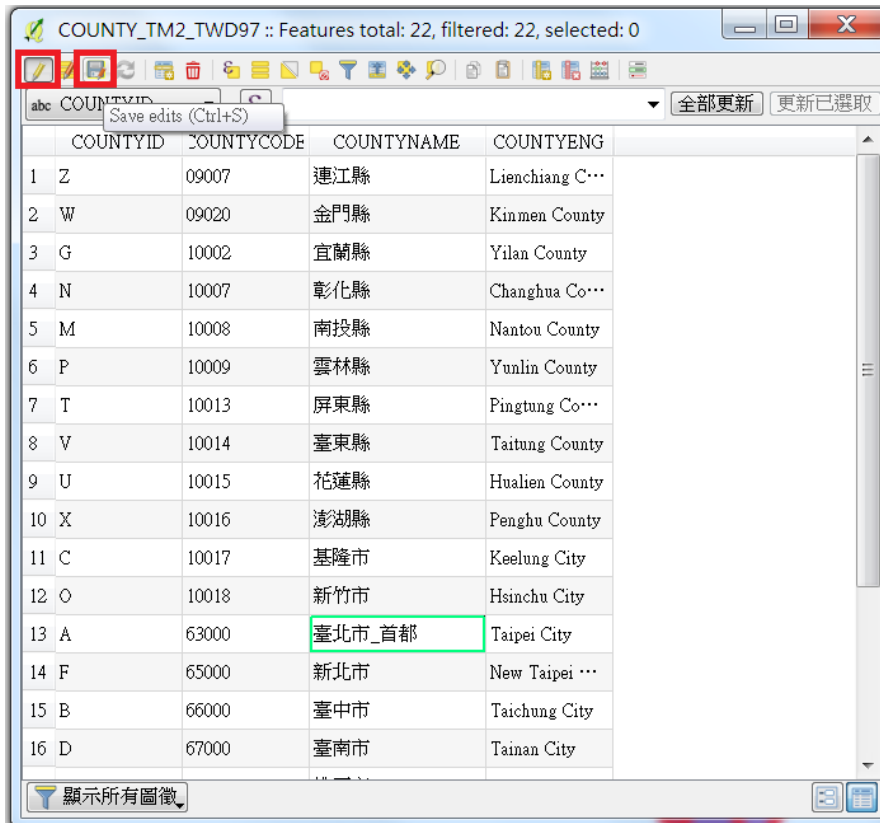 COUNTY_TM2_TWD97 :: Features total: 22, filtered: 22, selected: 0
abc COUNTYID 全部更新 更新已選取
Save edits (Ctrl+S)
COUNTYID COUNTYCODE COUNTYNAME COUNTYENG
1 Z 09007 連江縣 Lienchiang C…
2 W 09020 金門縣 Kinmen County
3 G 10002 宜蘭縣 Yilan County
4 N 10007 彰化縣 Changhua Co…
5 M 10008 南投縣 Nantou County
6 P 10009 雲林縣 Yunlin County
7 T 10013 屏東縣 Pingtung Co…
8 V 10014 臺東縣 Taitung County
9 U 10015 花蓮縣 Hualien County
10 X 10016 澎湖縣 Penghu County
11 C 10017 基隆市 Keelung City
12 O 10018 新竹市 Hsinchu City
13 A 63000 臺北市_首都 Taipei City
14 F 65000 新北市 New Taipei …
15 B 66000 臺中市 Taichung City
16 D 67000 臺南市 Tainan City
顯示所有圖徵